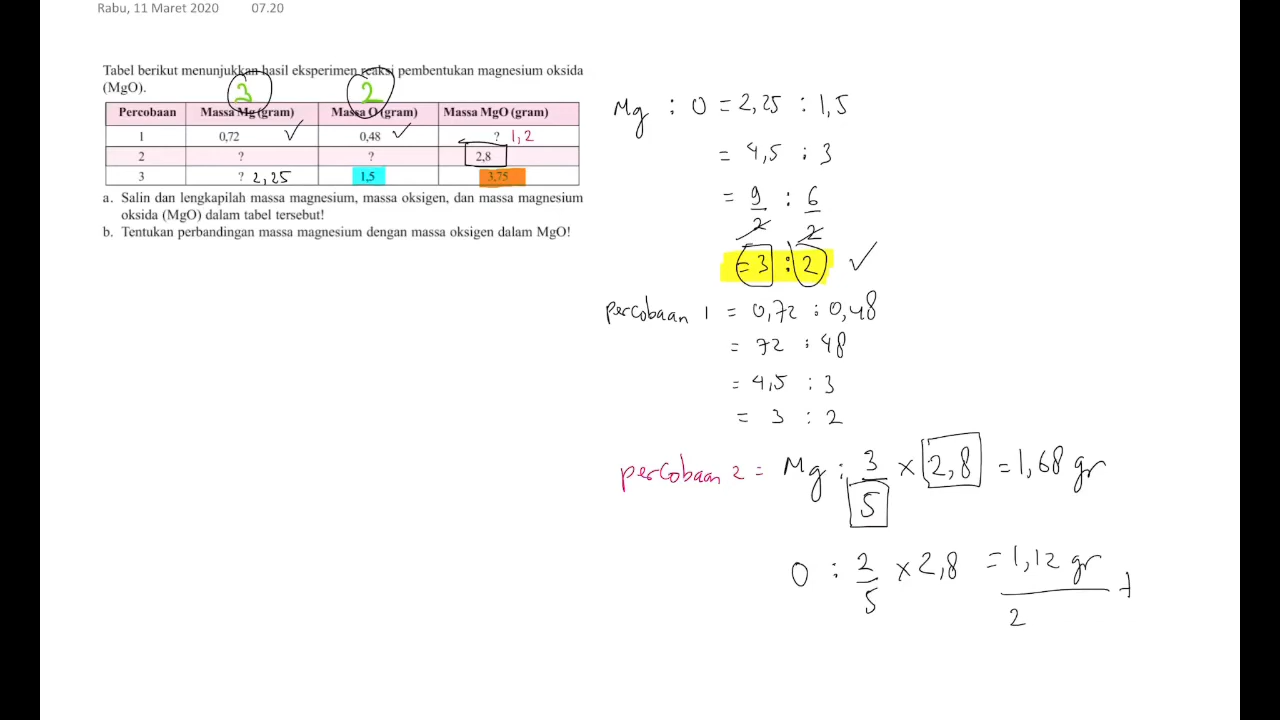 Rabu, 11 Maret 2020 07.20
Tabel berikut menunjukkan hasil eksperimen reaksi pembentukan magnesium oksida
(MgO).
3 2
Percobaan Massa Mg (gram) Massa O (gram) Massa MgO (gram)
1 0,72 ✓ 0,48 ✓ ? 1,2
2 ? ? 2,8
3 ? 2,25 1,5 3,75
a. Salin dan lengkapilah massa magnesium, massa oksigen, dan massa magnesium
oksida (MgO) dalam tabel tersebut!
b. Tentukan perbandingan massa magnesium dengan massa oksigen dalam MgO!
Mg : O = 2,25 : 1,5
= 4,5 : 3
= 9/2 : 6/2
= 3 : 2 ✓
percobaan 1 = 0,72 : 0,48
= 72 : 48
= 4,5 : 3
= 3 : 2
percobaan 2 = Mg : 3/5 × 2,8 = 1,68 gr
O : 2/5 × 2,8 = 1,12 gr +
2